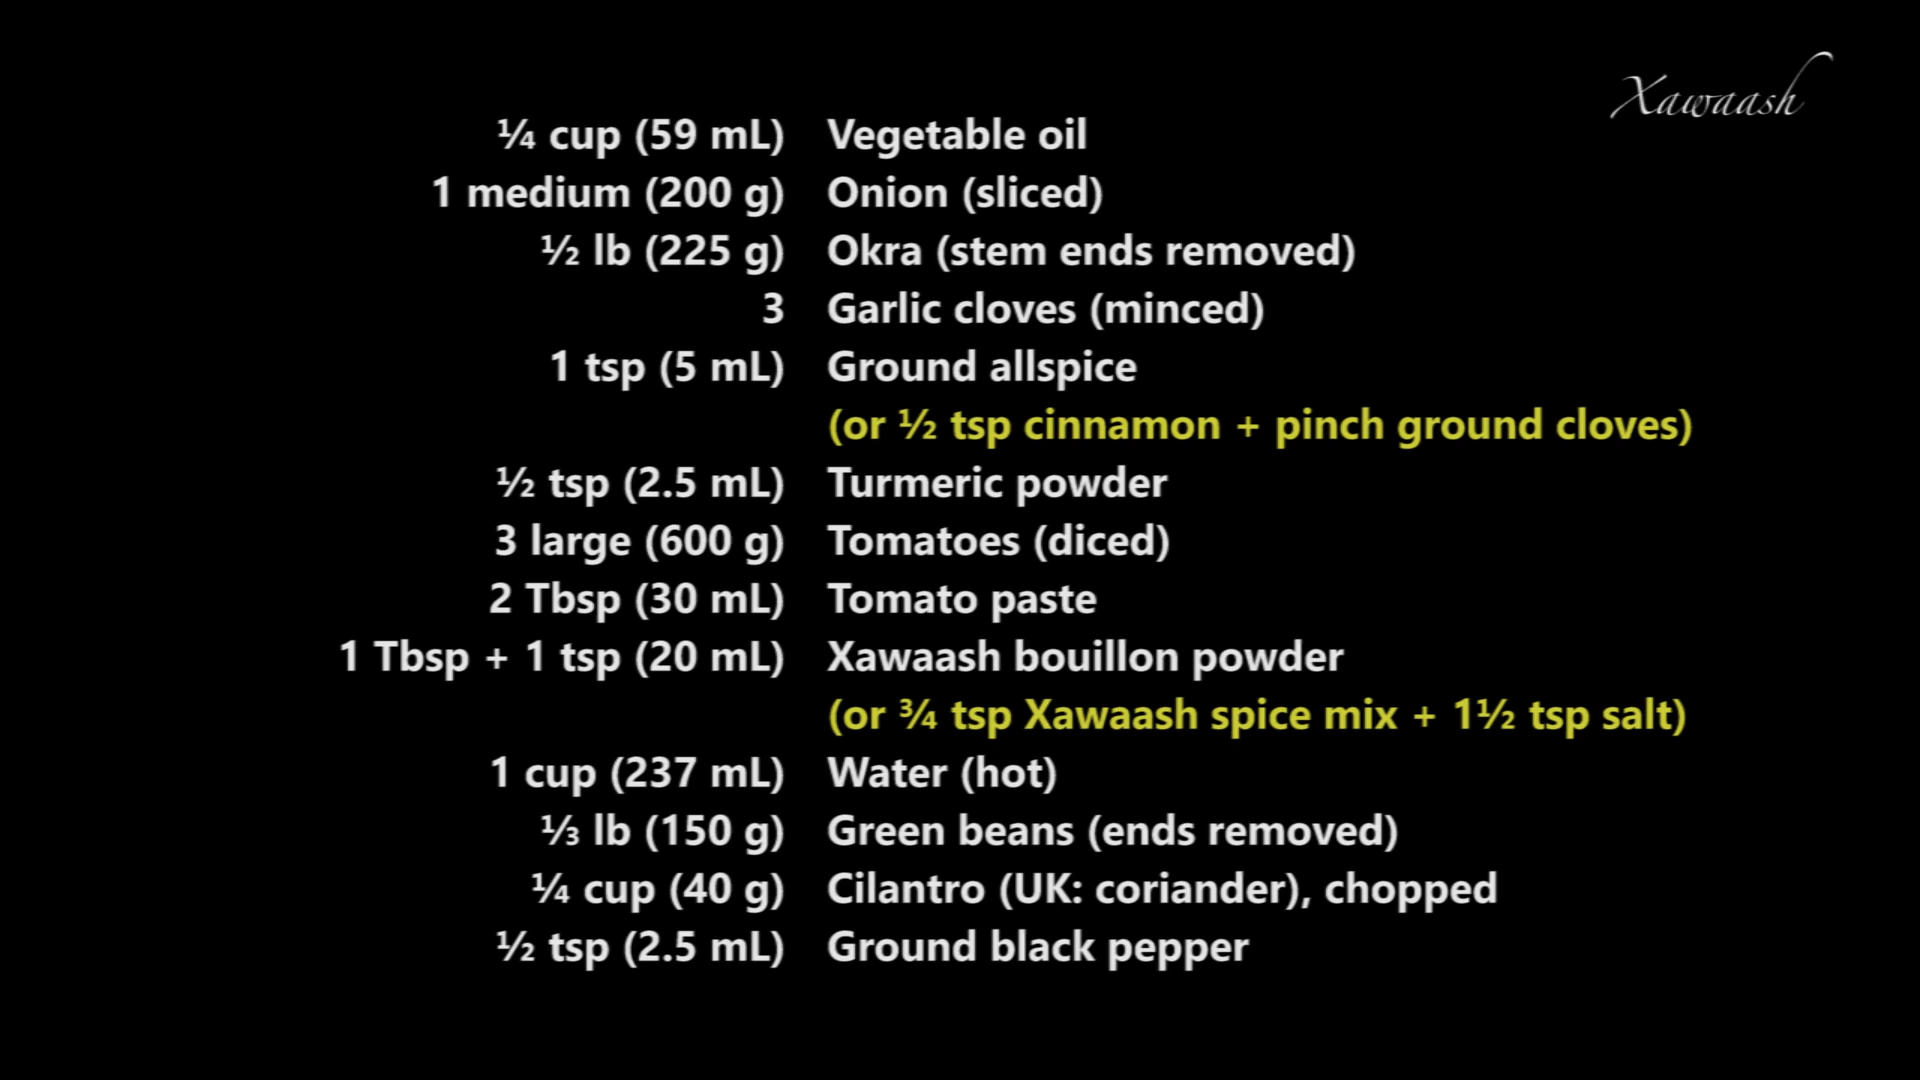 Xawaash
¼ cup (59 mL) Vegetable oil
1 medium (200 g) Onion (sliced)
½ lb (225 g) Okra (stem ends removed)
3 Garlic cloves (minced)
1 tsp (5 mL) Ground allspice
(or ½ tsp cinnamon + pinch ground cloves)
½ tsp (2.5 mL) Turmeric powder
3 large (600 g) Tomatoes (diced)
2 Tbsp (30 mL) Tomato paste
1 Tbsp + 1 tsp (20 mL) Xawaash bouillon powder
(or ¾ tsp Xawaash spice mix + 1½ tsp salt)
1 cup (237 mL) Water (hot)
⅓ lb (150 g) Green beans (ends removed)
¼ cup (40 g) Cilantro (UK: coriander), chopped
½ tsp (2.5 mL) Ground black pepper